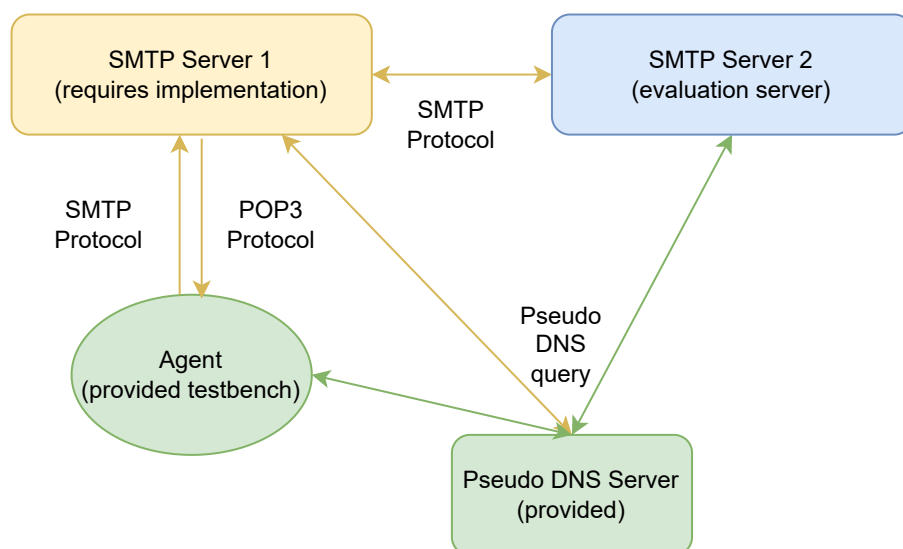 SMTP Server 1
(requires implementation)
SMTP Server 2
(evaluation server)
SMTP
Protocol
SMTP
Protocol
POP3
Protocol
Pseudo
DNS
query
Agent
(provided testbench)
Pseudo DNS Server
(provided)